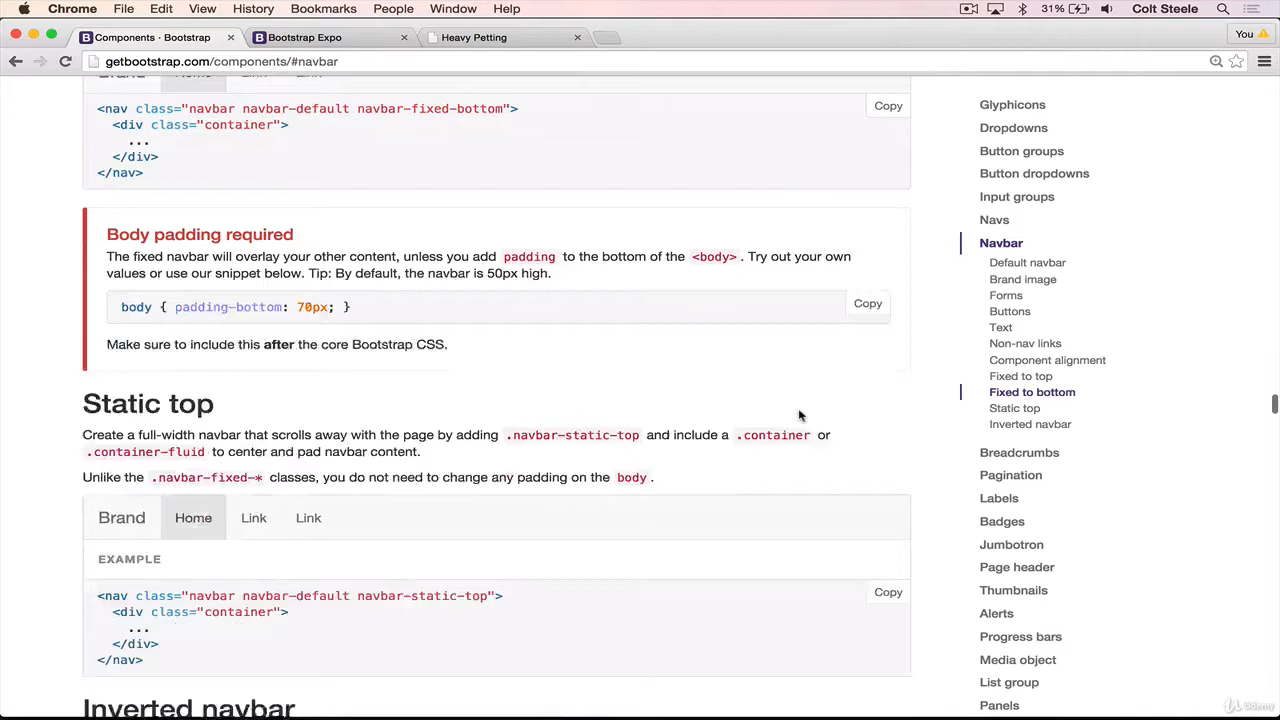 Chrome File Edit View History Bookmarks People Window Help 31% Colt Steele
Components · Bootstrap Bootstrap Expo Heavy Petting You
getbootstrap.com/components/#navbar
Brand Home Link Link
<nav class="navbar navbar-default navbar-fixed-bottom">
<div class="container">
...
</div>
</nav>
Copy
Body padding required
The fixed navbar will overlay your other content, unless you add padding to the bottom of the <body>. Try out your own
values or use our snippet below. Tip: By default, the navbar is 50px high.
body { padding-bottom: 70px; }
Copy
Make sure to include this after the core Bootstrap CSS.
Static top
Create a full-width navbar that scrolls away with the page by adding .navbar-static-top and include a .container or
.container-fluid to center and pad navbar content.
Unlike the .navbar-fixed-* classes, you do not need to change any padding on the body.
Brand Home Link Link
EXAMPLE
<nav class="navbar navbar-default navbar-static-top">
<div class="container">
...
</div>
</nav>
Copy
Inverted navbar
Glyphicons
Dropdowns
Button groups
Button dropdowns
Input groups
Navs
Navbar
Default navbar
Brand image
Forms
Buttons
Text
Non-nav links
Component alignment
Fixed to top
Fixed to bottom
Static top
Inverted navbar
Breadcrumbs
Pagination
Labels
Badges
Jumbotron
Page header
Thumbnails
Alerts
Progress bars
Media object
List group
Panels
Udemy